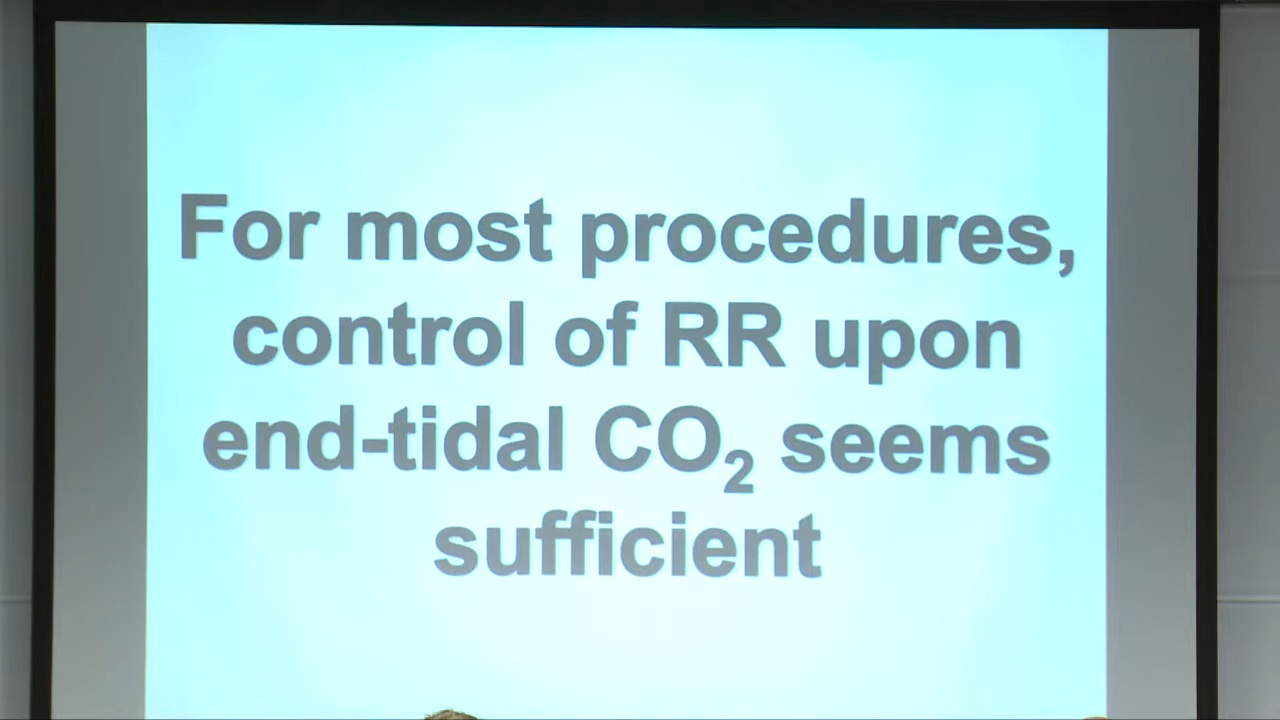 For most procedures,
control of RR upon
end-tidal CO₂ seems
sufficient